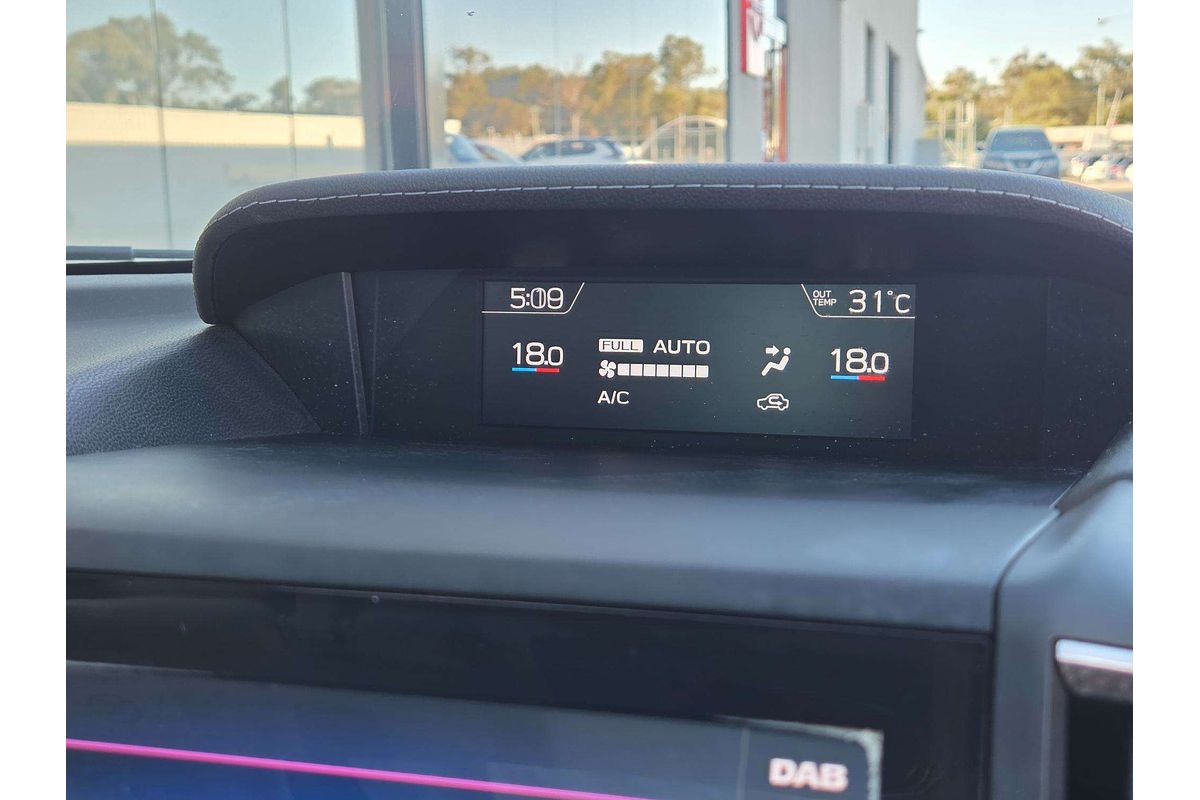 5:09
OUT TEMP 31°C
18.0
FULL AUTO
18.0
A/C
DAB